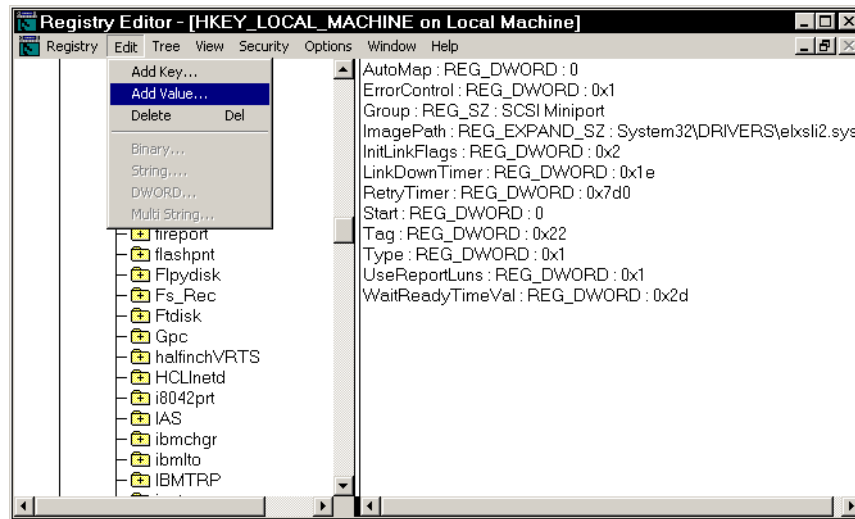 Registry Editor - [HKEY_LOCAL_MACHINE on Local Machine]
Registry Edit Tree View Security Options Window Help
Add Key...
Add Value...
Delete Del
Binary...
String....
DWORD...
Multi String...
fireport
flashpnt
Flpydisk
Fs_Rec
Ftdisk
Gpc
halfinchVRTS
HCLInetd
i8042prt
IAS
ibmchgr
ibmlto
IBMTRP
AutoMap : REG_DWORD : 0
ErrorControl : REG_DWORD : 0x1
Group : REG_SZ : SCSI Miniport
ImagePath : REG_EXPAND_SZ : System32\DRIVERS\elxsli2.sys
InitLinkFlags : REG_DWORD : 0x2
LinkDownTimer : REG_DWORD : 0x1e
RetryTimer : REG_DWORD : 0x7d0
Start : REG_DWORD : 0
Tag : REG_DWORD : 0x22
Type : REG_DWORD : 0x1
UseReportLuns : REG_DWORD : 0x1
WaitReadyTimeVal : REG_DWORD : 0x2d